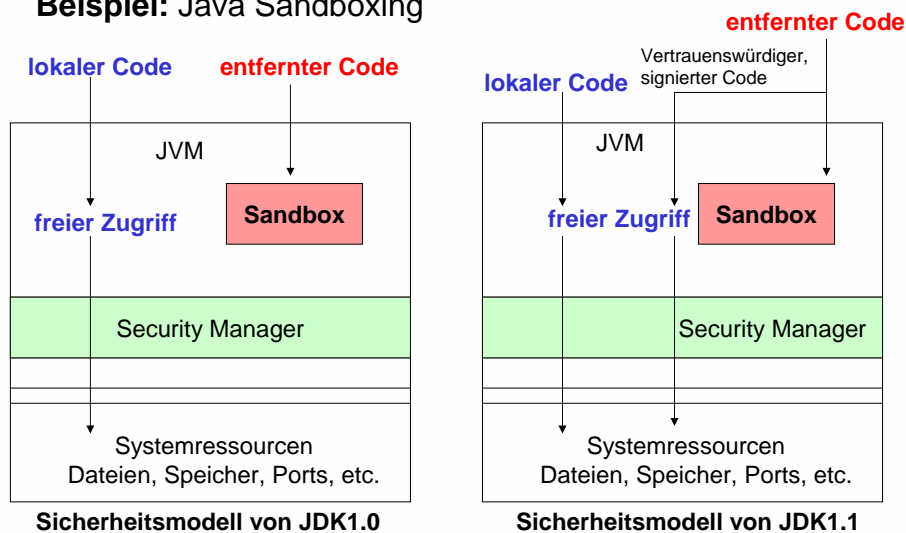 Beispiel: Java Sandboxing
lokaler Code
entfernter Code
JVM
freier Zugriff
Sandbox
Security Manager
Systemressourcen
Dateien, Speicher, Ports, etc.
Sicherheitsmodell von JDK1.0
entfernter Code
Vertrauenswürdiger,
signierter Code
lokaler Code
JVM
freier Zugriff
Sandbox
Security Manager
Systemressourcen
Dateien, Speicher, Ports, etc.
Sicherheitsmodell von JDK1.1